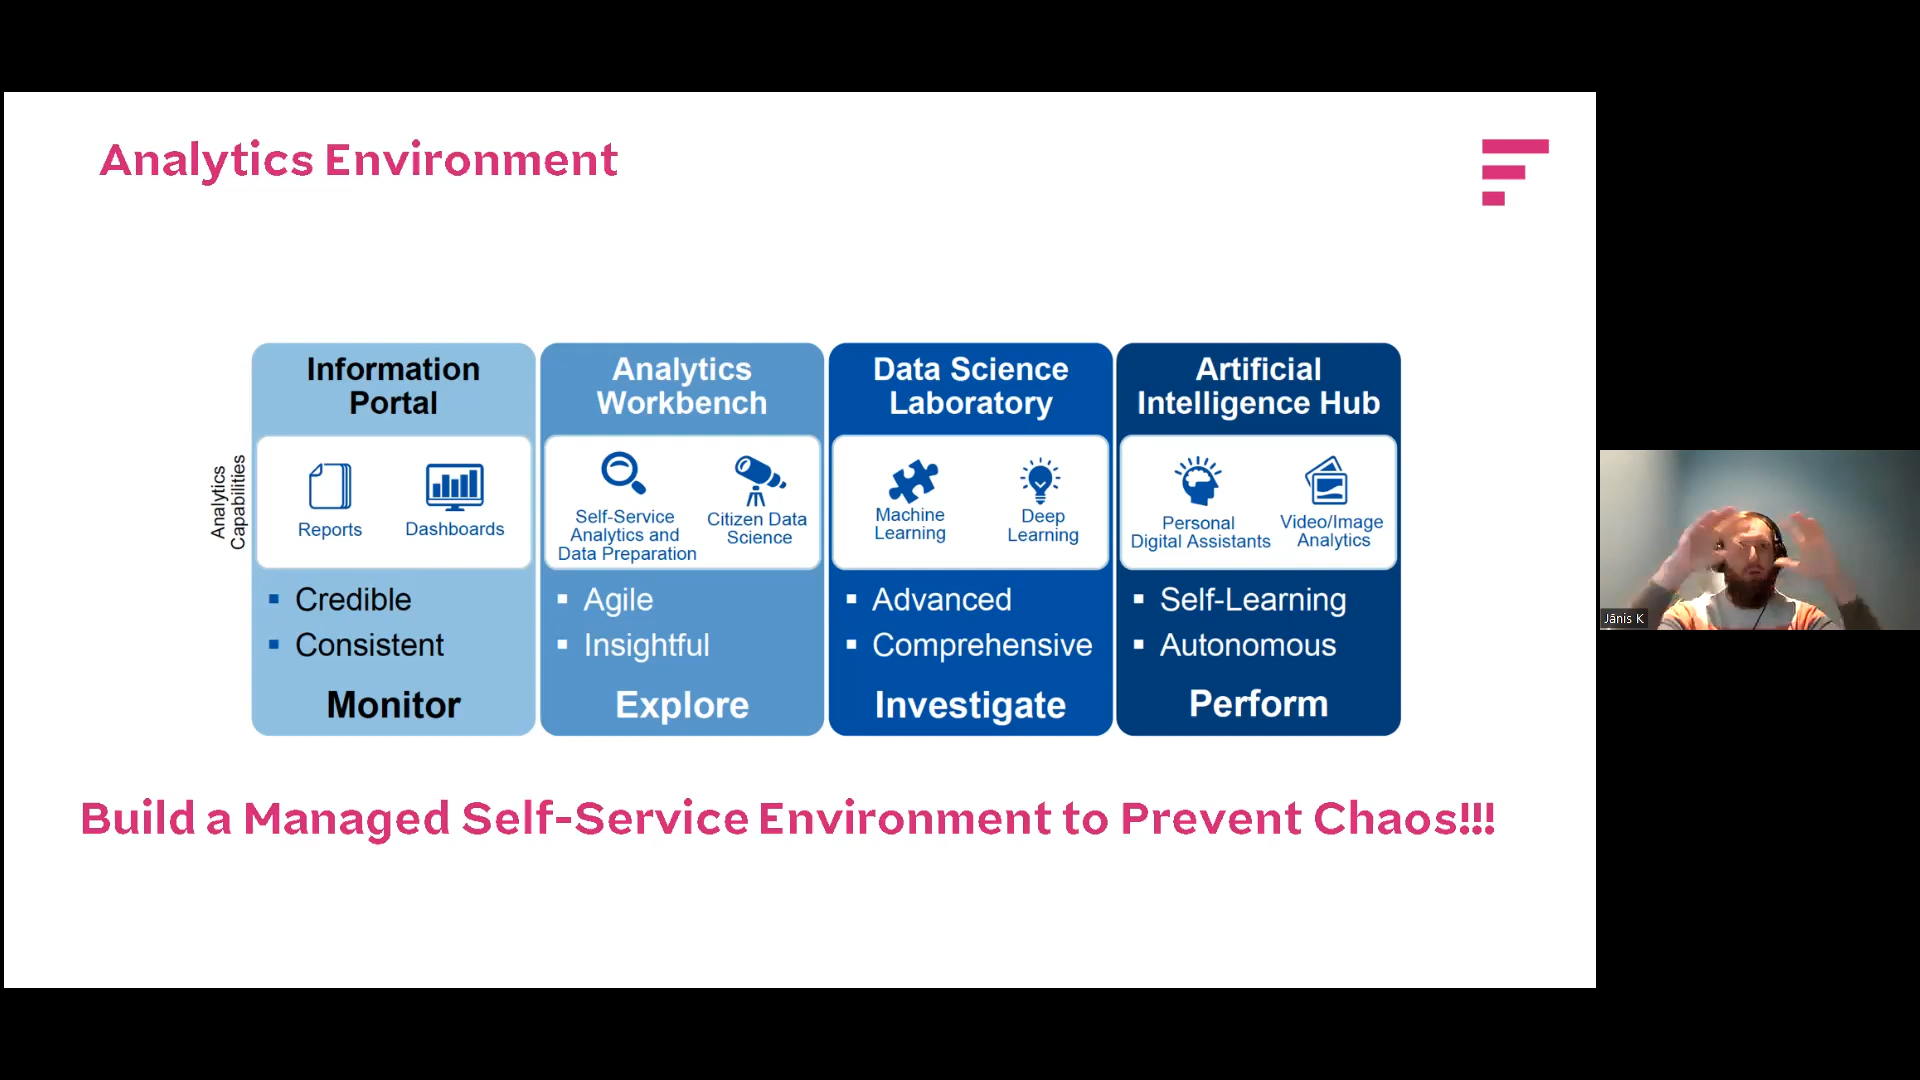 Analytics Environment
Analytics
Capabilities
Information
Portal
Reports
Dashboards
Credible
Consistent
Monitor
Analytics
Workbench
Self-Service
Analytics and
Data Preparation
Citizen Data
Science
Agile
Insightful
Explore
Data Science
Laboratory
Machine
Learning
Deep
Learning
Advanced
Comprehensive
Investigate
Artificial
Intelligence Hub
Personal
Digital Assistants
Video/Image
Analytics
Self-Learning
Autonomous
Perform
Build a Managed Self-Service Environment to Prevent Chaos!!!
Jānis K